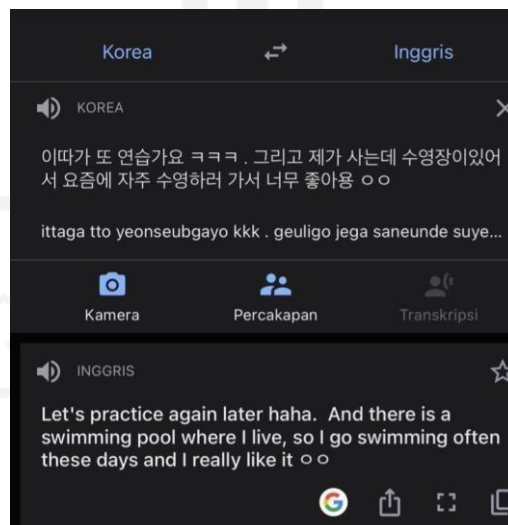 Korea Inggris
KOREA
이따가 또 연습가요 ㅋㅋㅋ . 그리고 제가 사는데 수영장이있어
서 요즘에 자주 수영하러 가서 너무 좋아용 ㅇㅇ
ittaga tto yeonseubgayo kkk . geuligo jega saneunde suye...
Kamera Percakapan Transkripsi
INGGRIS
Let's practice again later haha. And there is a
swimming pool where I live, so I go swimming often
these days and I really like it ㅇㅇ
G